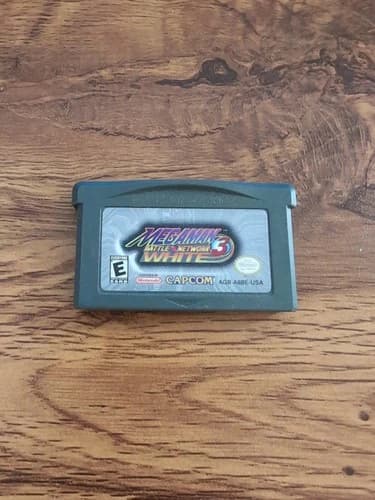 MEGAMAN
BATTLE NETWORK 3
WHITE
E
Nintendo
CAPCOM
AGB-A6BE-USA